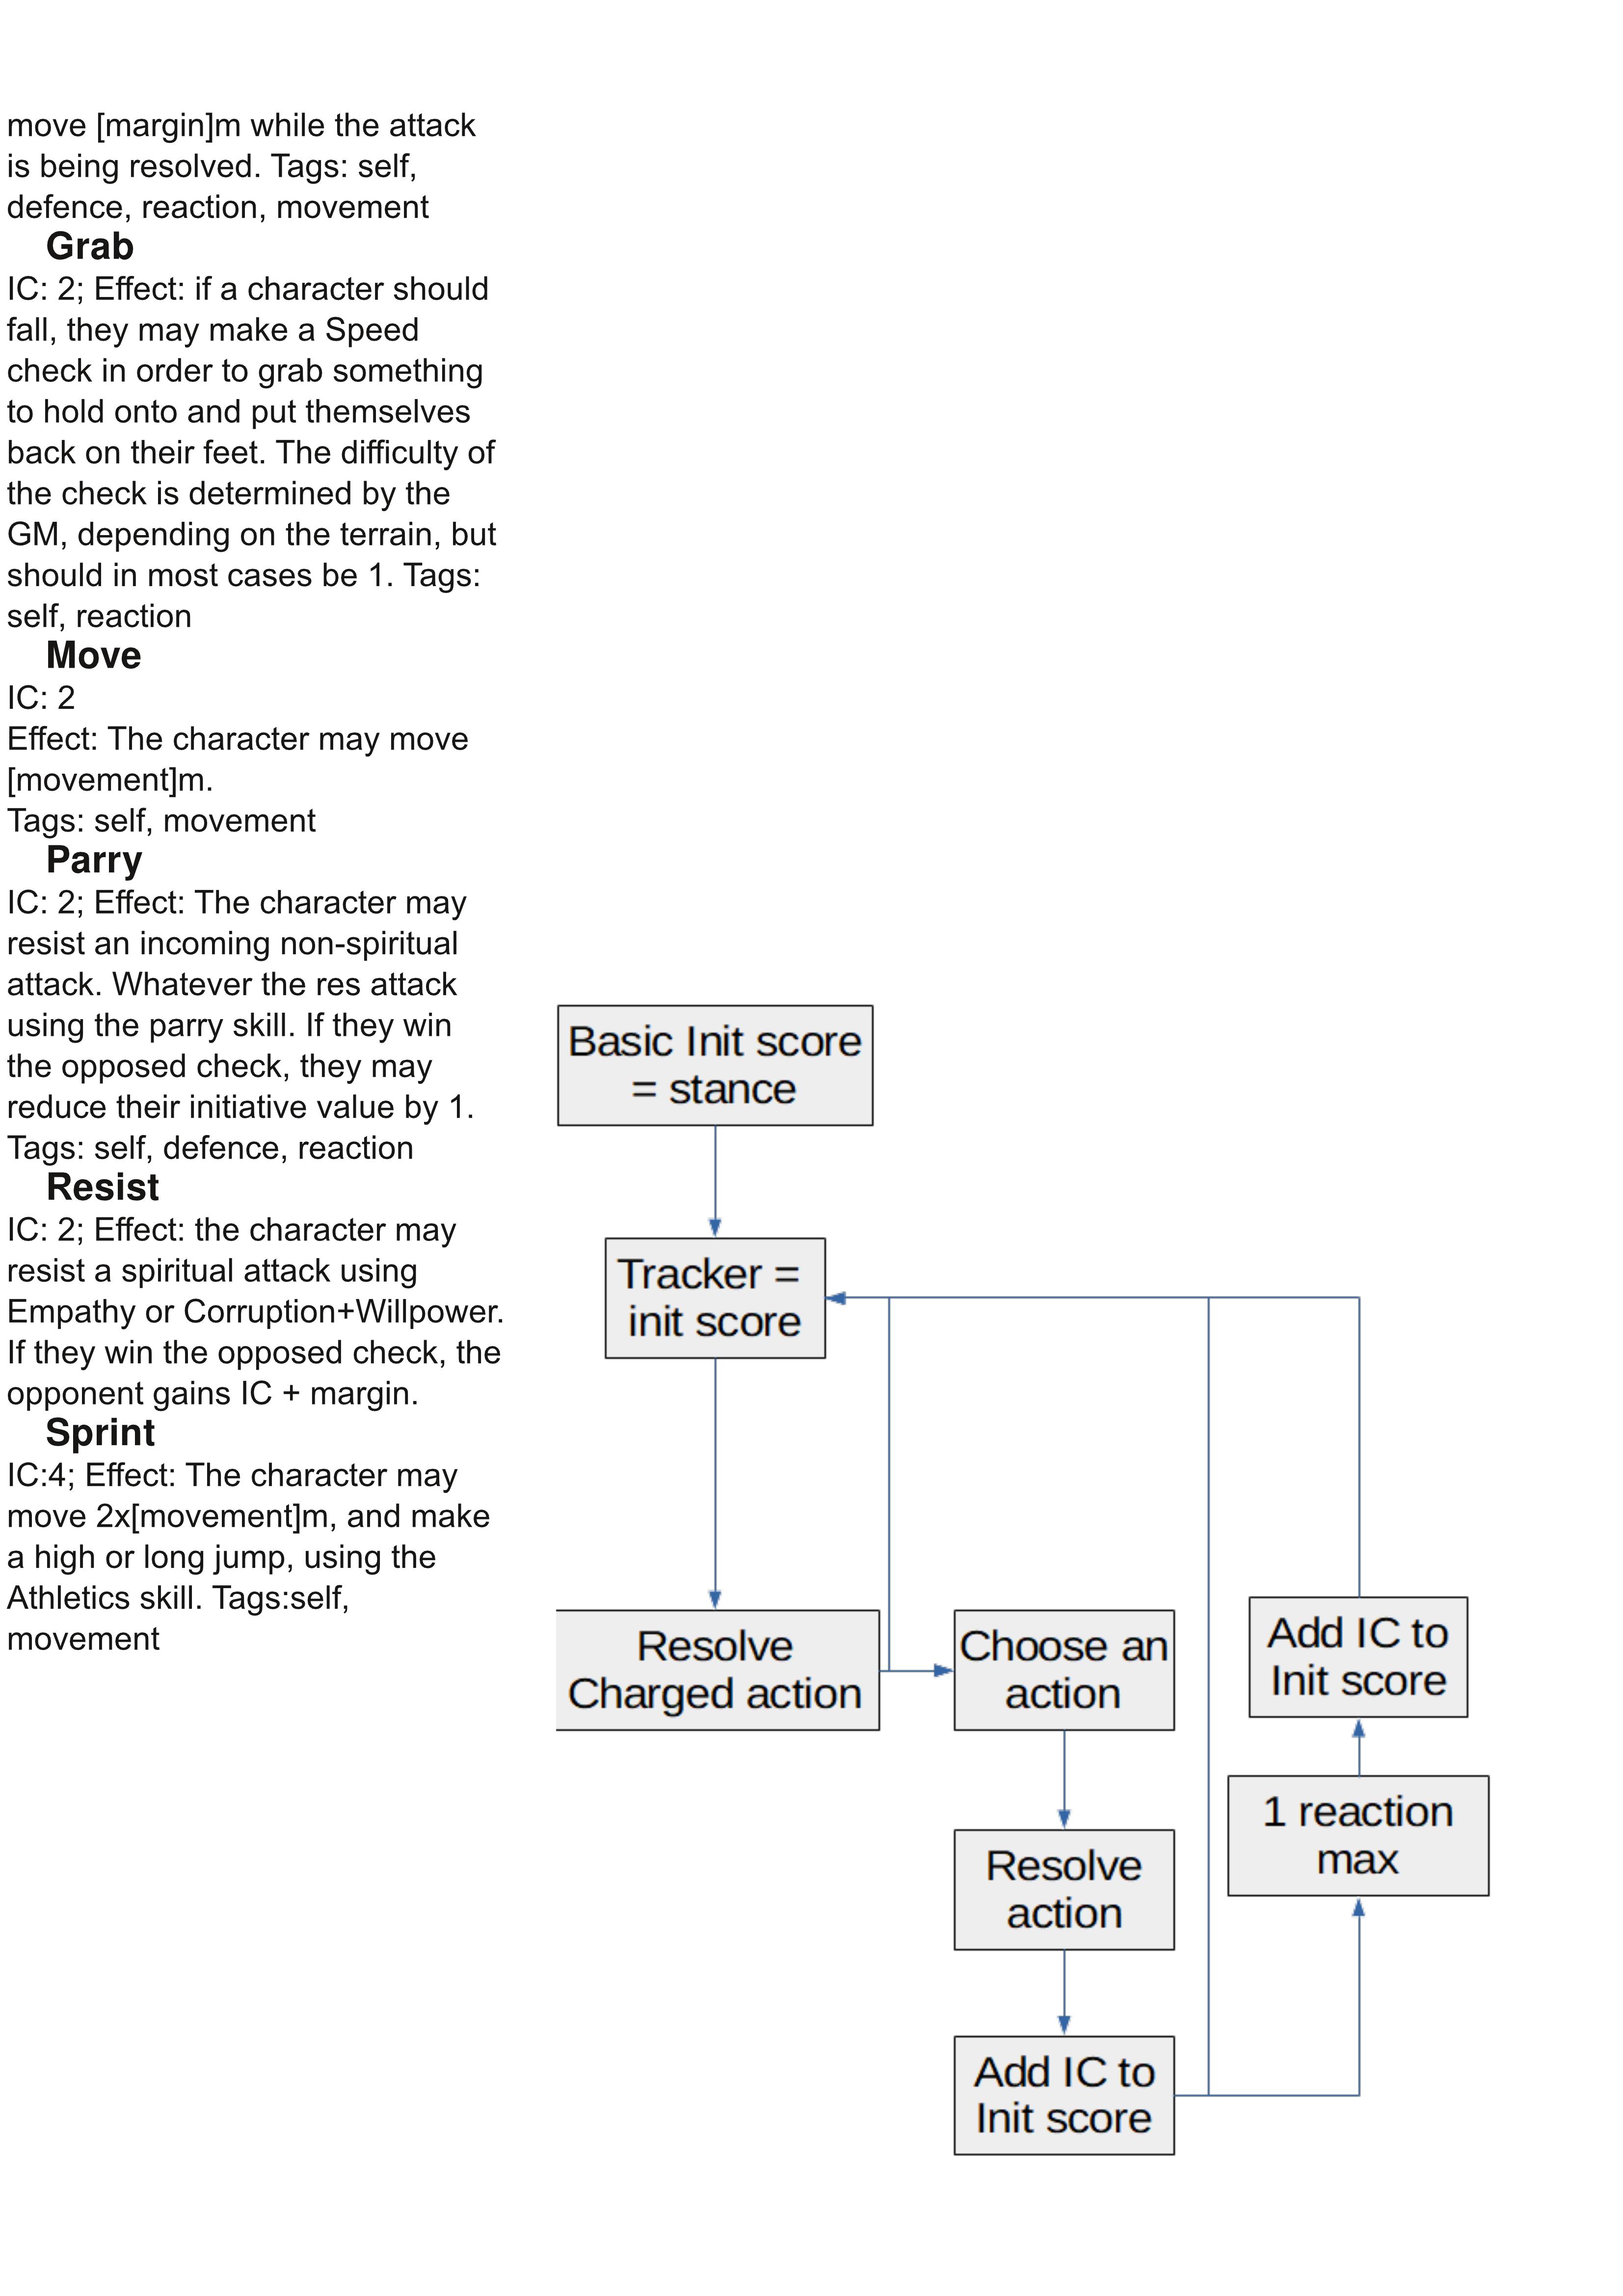 move [margin]m while the attack
is being resolved. Tags: self,
defence, reaction, movement
Grab
IC: 2; Effect: if a character should
fall, they may make a Speed
check in order to grab something
to hold onto and put themselves
back on their feet. The difficulty of
the check is determined by the
GM, depending on the terrain, but
should in most cases be 1. Tags:
self, reaction
Move
IC: 2
Effect: The character may move
[movement]m.
Tags: self, movement
Parry
IC: 2; Effect: The character may
resist an incoming non-spiritual
attack. Whatever the res attack
using the parry skill. If they win
the opposed check, they may
reduce their initiative value by 1.
Tags: self, defence, reaction
Resist
IC: 2; Effect: the character may
resist a spiritual attack using
Empathy or Corruption+Willpower.
If they win the opposed check, the
opponent gains IC + margin.
Sprint
IC:4; Effect: The character may
move 2x[movement]m, and make
a high or long jump, using the
Athletics skill. Tags:self,
movement
Basic Init score
= stance
Tracker =
init score
Resolve
Charged action
Choose an
action
Resolve
action
Add IC to
Init score
1 reaction
max
Add IC to
Init score